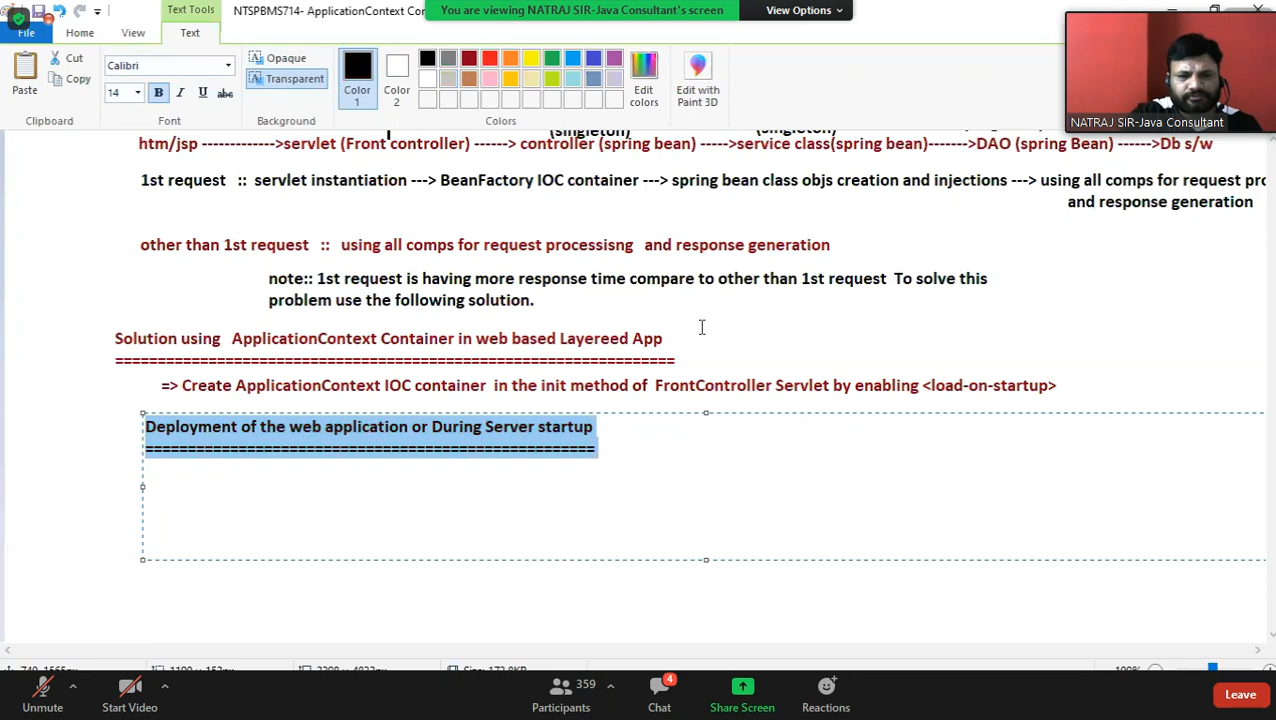 Text Tools
NTSPBMS714- ApplicationContext Con
You are viewing NATRAJ SIR-Java Consultant's screen
View Options
File
Home
View
Text
Paste
Cut
Copy
Clipboard
Calibri
14
B I U abc
Font
Opaque
Transparent
Background
Color 1
Color 2
Edit colors
Colors
Edit with Paint 3D
NATRAJ SIR-Java Consultant
(singleton) (singleton)
htm/jsp ------------->servlet (Front controller) ------> controller (spring bean) ----->service class(spring bean)------->DAO (spring Bean) ------>Db s/w
1st request :: servlet instantiation ---> BeanFactory IOC container ---> spring bean class objs creation and injections ---> using all comps for request pro
and response generation
other than 1st request :: using all comps for request processisng and response generation
note:: 1st request is having more response time compare to other than 1st request To solve this
problem use the following solution.
Solution using ApplicationContext Container in web based Layereed App
==================================================================
=> Create ApplicationContext IOC container in the init method of FrontController Servlet by enabling <load-on-startup>
Deployment of the web application or During Server startup
=====================================================
100%
Unmute
Start Video
359
Participants
4
Chat
Share Screen
Reactions
Leave